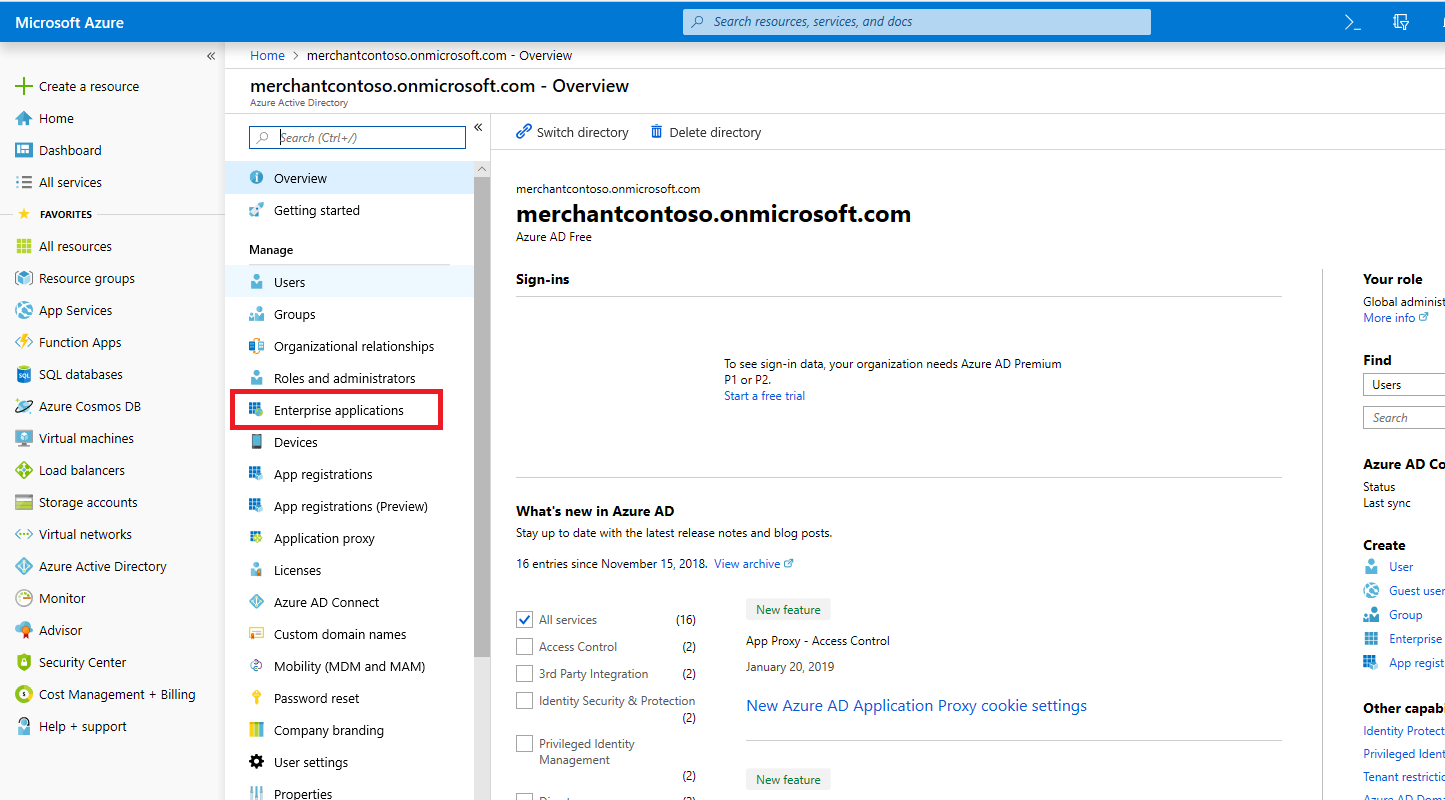 Microsoft Azure
Search resources, services, and docs
Home > merchantcontoso.onmicrosoft.com - Overview
merchantcontoso.onmicrosoft.com - Overview
Azure Active Directory
Create a resource
Home
Dashboard
All services
FAVORITES
All resources
Resource groups
App Services
Function Apps
SQL databases
Azure Cosmos DB
Virtual machines
Load balancers
Storage accounts
Virtual networks
Azure Active Directory
Monitor
Advisor
Security Center
Cost Management + Billing
Help + support
Search (Ctrl+/)
Overview
Getting started
Manage
Users
Groups
Organizational relationships
Roles and administrators
Enterprise applications
Devices
App registrations
App registrations (Preview)
Application proxy
Licenses
Azure AD Connect
Custom domain names
Mobility (MDM and MAM)
Password reset
Company branding
User settings
Properties
Switch directory
Delete directory
merchantcontoso.onmicrosoft.com
merchantcontoso.onmicrosoft.com
Azure AD Free
Sign-ins
To see sign-in data, your organization needs Azure AD Premium
P1 or P2.
Start a free trial
What's new in Azure AD
Stay up to date with the latest release notes and blog posts.
16 entries since November 15, 2018. View archive
All services (16)
Access Control (2)
3rd Party Integration (2)
Identity Security & Protection
(2)
Privileged Identity
Management
(2)
New feature
App Proxy - Access Control
January 20, 2019
New Azure AD Application Proxy cookie settings
New feature
Your role
Global administ
More info
Find
Users
Search
Azure AD Co
Status
Last sync
Create
User
Guest user
Group
Enterprise
App regist
Other capab
Identity Protect
Privileged Ident
Tenant restrictio